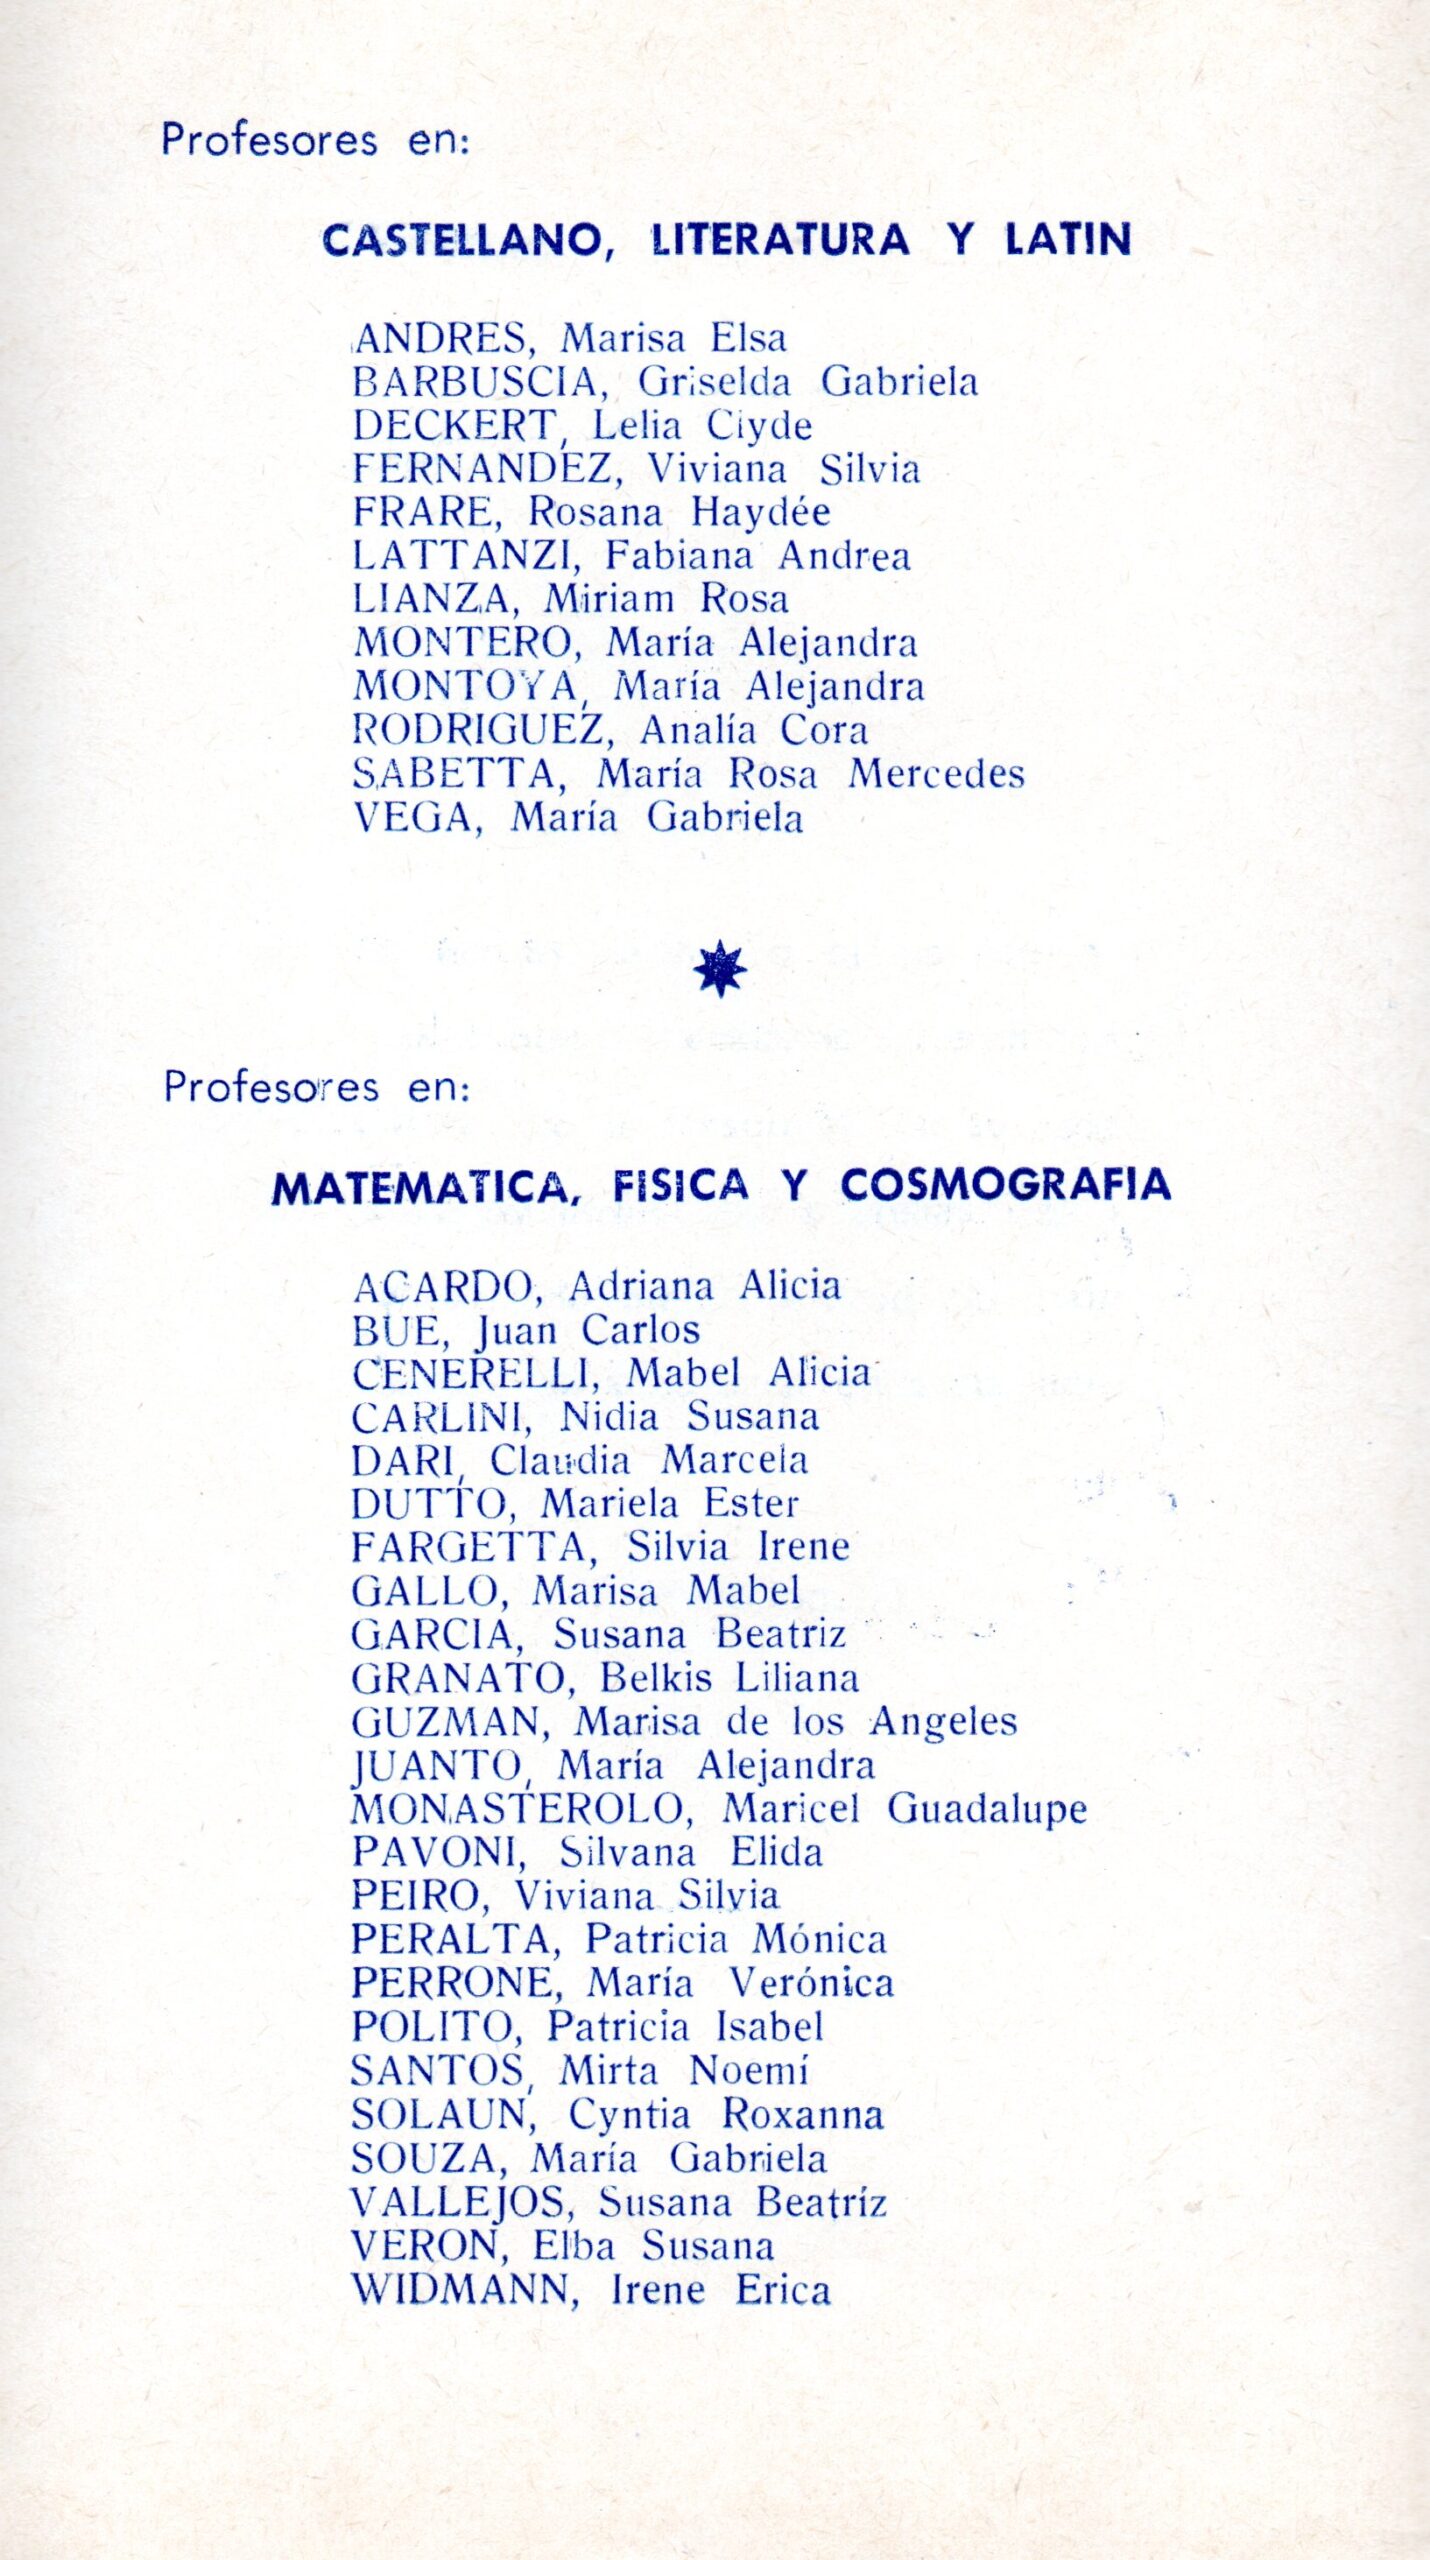 Profesores en:
CASTELLANO, LITERATURA Y LATIN
ANDRES, Marisa Elsa
BARBUSCIA, Griselda Gabriela
DECKERT, Lelia Clyde
FERNANDEZ, Viviana Silvia
FRARE, Rosana Haydée
LATTANZI, Fabiana Andrea
LIANZA, Miriam Rosa
MONTERO, María Alejandra
MONTOYA, María Alejandra
RODRIGUEZ, Analía Cora
SABETTA, María Rosa Mercedes
VEGA, María Gabriela
Profesores en:
MATEMATICA, FISICA Y COSMOGRAFIA
ACARDO, Adriana Alicia
BUE, Juan Carlos
CENERELLI, Mabel Alicia
CARLINI, Nidia Susana
DARI, Claudia Marcela
DUTTO, Mariela Ester
FARGETTA, Silvia Irene
GALLO, Marisa Mabel
GARCIA, Susana Beatriz
GRANATO, Belkis Liliana
GUZMAN, Marisa de los Angeles
JUANTO, María Alejandra
MONASTEROLO, Maricel Guadalupe
PAVONI, Silvana Elida
PEIRO, Viviana Silvia
PERALTA, Patricia Mónica
PERRONE, María Verónica
POLITO, Patricia Isabel
SANTOS, Mirta Noemí
SOLAUN, Cyntia Roxanna
SOUZA, María Gabriela
VALLEJOS, Susana Beatríz
VERON, Elba Susana
WIDMANN, Irene Erica